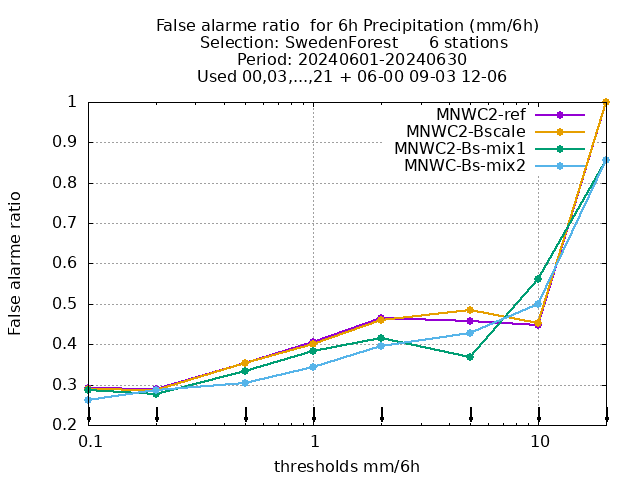 False alarme ratio  for 6h Precipitation (mm/6h)
Selection: SwedenForest      6 stations
Period: 20240601-20240630
Used 00,03,...,21 + 06-00 09-03 12-06
MNWC2-ref
MNWC2-Bscale
MNWC2-Bs-mix1
MNWC-Bs-mix2
False alarme ratio
1
0.9
0.8
0.7
0.6
0.5
0.4
0.3
0.2
0.1
1
10
thresholds mm/6h